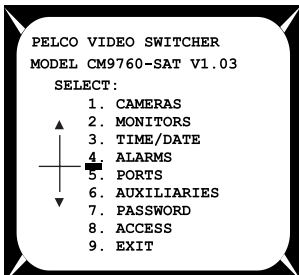 PELCO VIDEO SWITCHER
MODEL CM9760-SAT V1.03
SELECT:
1. CAMERAS
2. MONITORS
3. TIME/DATE
4. ALARMS
5. PORTS
6. AUXILIARIES
7. PASSWORD
8. ACCESS
9. EXIT